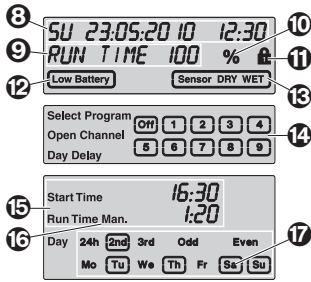 ⑧ SU 23:05:20 10 12:30 ⑩
⑨ RUN TIME 100 % ⑪
⑫ Low Battery Sensor DRY WET ⑬
Select Program Off 1 2 3 4
Open Channel ⑭
Day Delay 5 6 7 8 9
⑮ Start Time 16:30
⑯ Run Time Man. 1:20 ⑰
Day 24h 2nd 3rd Odd Even
Mo Tu We Th Fr Sa Su